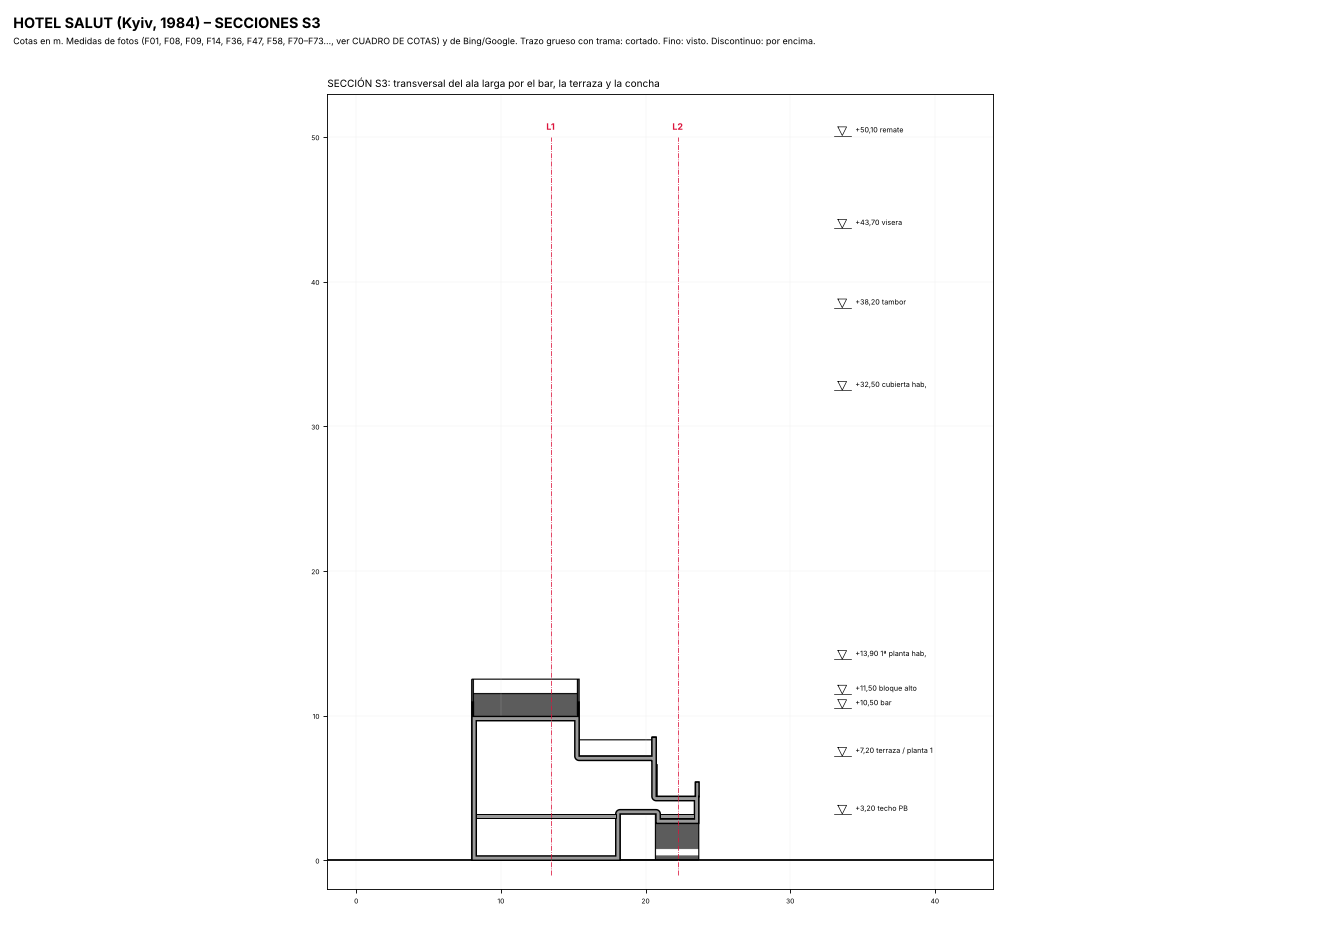 HOTEL SALUT (Kyiv, 1984) – SECCIONES S3
Cotas en m. Medidas de fotos (F01, F08, F09, F14, F36, F47, F58, F70–F73..., ver CUADRO DE COTAS) y de Bing/Google. Trazo grueso con trama: cortado. Fino: visto. Discontinuo: por encima.
SECCIÓN S3: transversal del ala larga por el bar, la terraza y la concha
L1
L2
+50,10 remate
50
+43,70 visera
+38,20 tambor
40
+32,50 cubierta hab,
30
20
+13,90 1ª planta hab,
+11,50 bloque alto
+10,50 bar
10
+7,20 terraza / planta 1
+3,20 techo PB
0
0
10
20
30
40